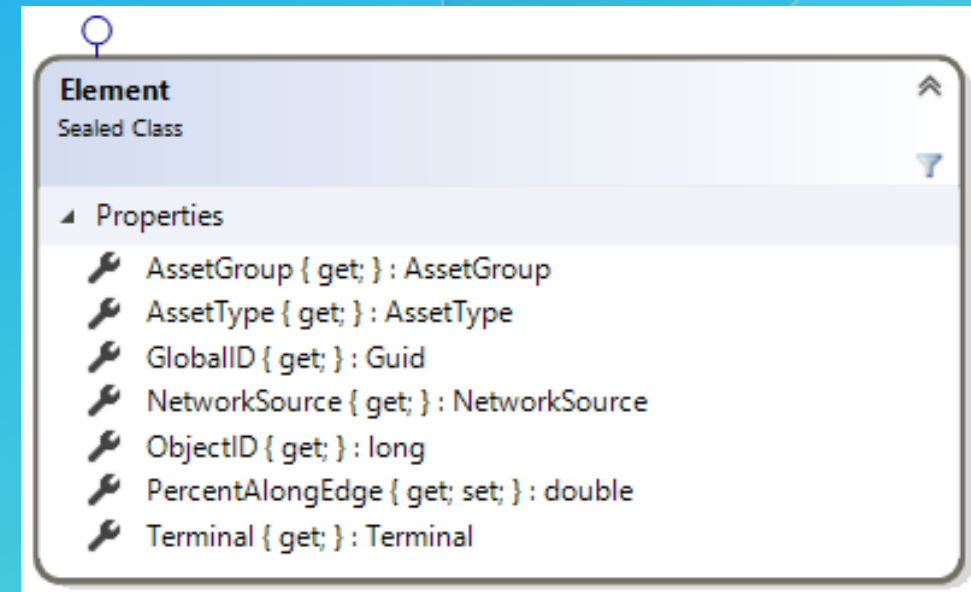 Element
Sealed Class
Properties
AssetGroup { get; } : AssetGroup
AssetType { get; } : AssetType
GlobalID { get; } : Guid
NetworkSource { get; } : NetworkSource
ObjectID { get; } : long
PercentAlongEdge { get; set; } : double
Terminal { get; } : Terminal